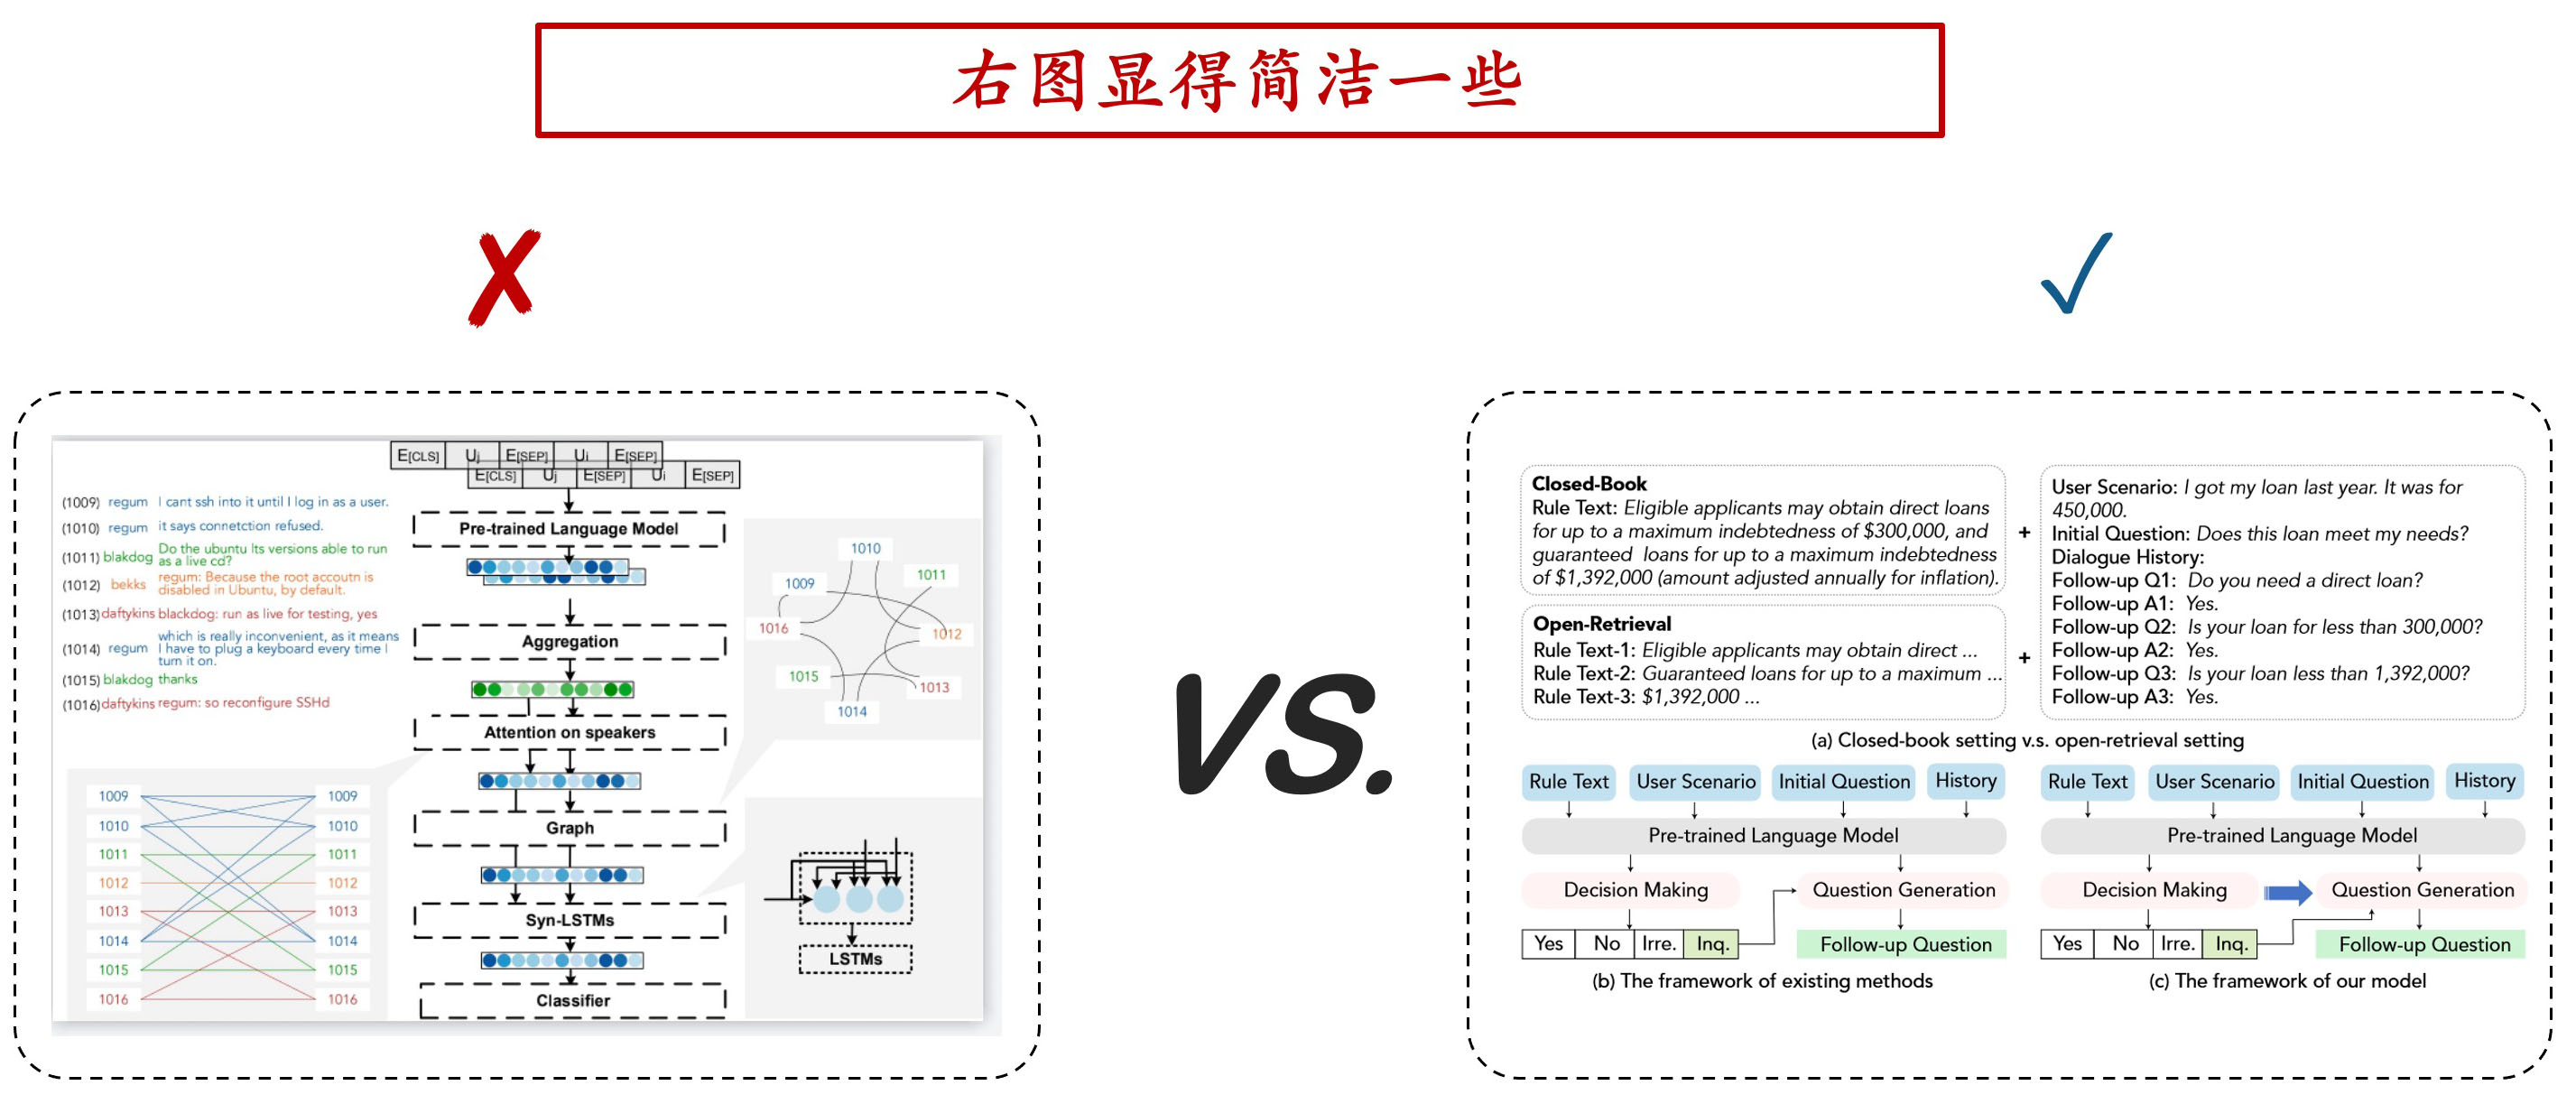 右图显得简洁一些
✗
✓
E[CLS] Uj E[SEP] Ui E[SEP]
E[CLS] Uj E[SEP] Ui E[SEP]
(1009) regum I cant ssh into it until I log in as a user.
(1010) regum it says connetction refused.
(1011) blakdog Do the ubuntu lts versions able to run
as a live cd?
(1012) bekks regum: Because the root accoutn is
disabled in Ubuntu, by default.
(1013) daftykins blackdog: run as live for testing, yes
(1014) regum which is really inconvenient, as it means
I have to plug a keyboard every time I
turn it on.
(1015) blakdog thanks
(1016) daftykins regum: so reconfigure SSHd
Pre-trained Language Model
Aggregation
Attention on speakers
Graph
Syn-LSTMs
Classifier
1010
1009
1011
1016
1012
1015
1013
1014
1009 1009
1010 1010
1011 1011
1012 1012
1013 1013
1014 1014
1015 1015
1016 1016
LSTMs
VS.
Closed-Book
Rule Text: Eligible applicants may obtain direct loans
for up to a maximum indebtedness of $300,000, and
guaranteed loans for up to a maximum indebtedness
of $1,392,000 (amount adjusted annually for inflation).
+
Open-Retrieval
Rule Text-1: Eligible applicants may obtain direct ...
Rule Text-2: Guaranteed loans for up to a maximum ...
Rule Text-3: $1,392,000 ...
+
User Scenario: I got my loan last year. It was for
450,000.
Initial Question: Does this loan meet my needs?
Dialogue History:
Follow-up Q1: Do you need a direct loan?
Follow-up A1: Yes.
Follow-up Q2: Is your loan for less than 300,000?
Follow-up A2: Yes.
Follow-up Q3: Is your loan less than 1,392,000?
Follow-up A3: Yes.
(a) Closed-book setting v.s. open-retrieval setting
Rule Text User Scenario Initial Question History
Pre-trained Language Model
Decision Making Question Generation
Yes No Irre. Inq. Follow-up Question
(b) The framework of existing methods
Rule Text User Scenario Initial Question History
Pre-trained Language Model
Decision Making Question Generation
Yes No Irre. Inq. Follow-up Question
(c) The framework of our model